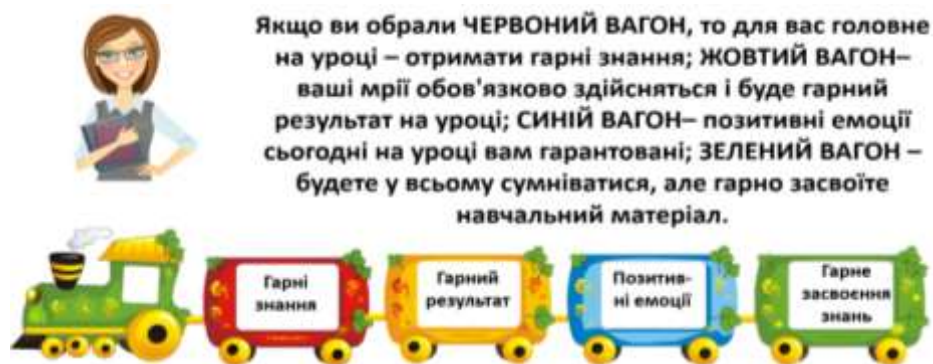 Якщо ви обрали ЧЕРВОНИЙ ВАГОН, то для вас головне
на уроці – отримати гарні знання; ЖОВТИЙ ВАГОН–
ваші мрії обов'язково здійсняться і буде гарний
результат на уроці; СИНІЙ ВАГОН– позитивні емоції
сьогодні на уроці вам гарантовані; ЗЕЛЕНИЙ ВАГОН –
будете у всьому сумніватися, але гарно засвоїте
навчальний матеріал.
Гарні
знання
Гарний
результат
Позитив-
ні емоції
Гарне
засвоєння
знань